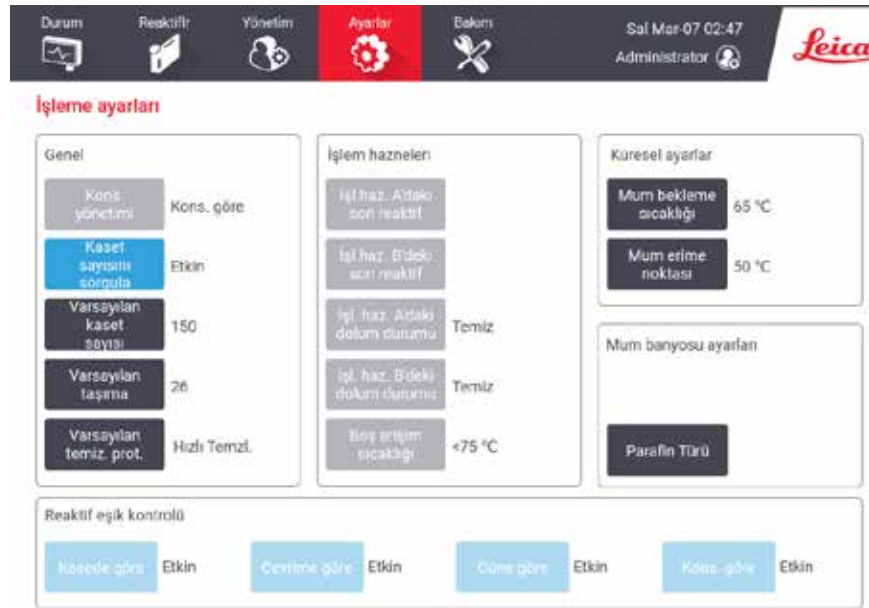 Durum
Reaktifir
Yönetim
Ayarlar
Bakım
Sal Mar-07 02:47
Administrator
Leica
İşleme ayarları
Genel
Kons.
yönetimi
Kons. göre
Kaset
sayısını
sorgula
Etkin
Varsayılan
kaset
sayısı
150
Varsayılan
taşıma
26
Varsayılan
temiz. prot.
Hızlı Temzl.
İşlem hazneleri
İşl haz. A'daki
son reaktif
İşl haz. B'deki
son reaktif
İşl. haz. A'daki
dolum durumu
Temiz
İşl. haz. B'deki
dolum durumu
Temiz
Boş erişim
sıcaklığı
<75 °C
Küresel ayarlar
Mum bekleme
sıcaklığı
65 °C
Mum erime
noktası
50 °C
Mum banyosu ayarları
Parafin Türü
Reaktif eşik kontrolü
Kasede göre
Etkin
Çevrime göre
Etkin
Güne göre
Etkin
Kons. göre
Etkin